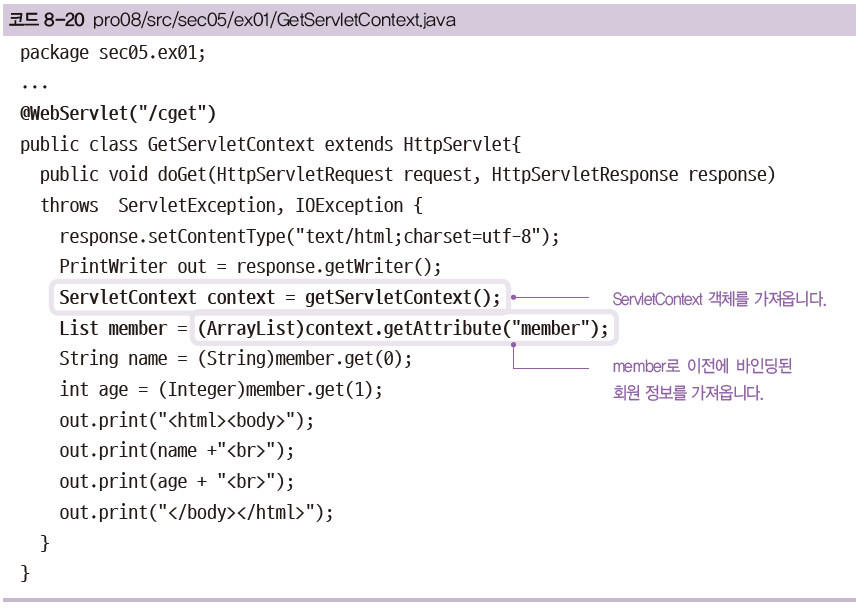 코드 8-20 pro08/src/sec05/ex01/GetServletContext.java
package sec05.ex01;
...
@WebServlet("/cget")
public class GetServletContext extends HttpServlet{
public void doGet(HttpServletRequest request, HttpServletResponse response)
throws  ServletException, IOException {
response.setContentType("text/html;charset=utf-8");
PrintWriter out = response.getWriter();
ServletContext context = getServletContext();
ServletContext 객체를 가져옵니다.
List member = (ArrayList)context.getAttribute("member");
member로 이전에 바인딩된
회원 정보를 가져옵니다.
String name = (String)member.get(0);
int age = (Integer)member.get(1);
out.print("<html><body>");
out.print(name +"<br>");
out.print(age + "<br>");
out.print("</body></html>");
}
}